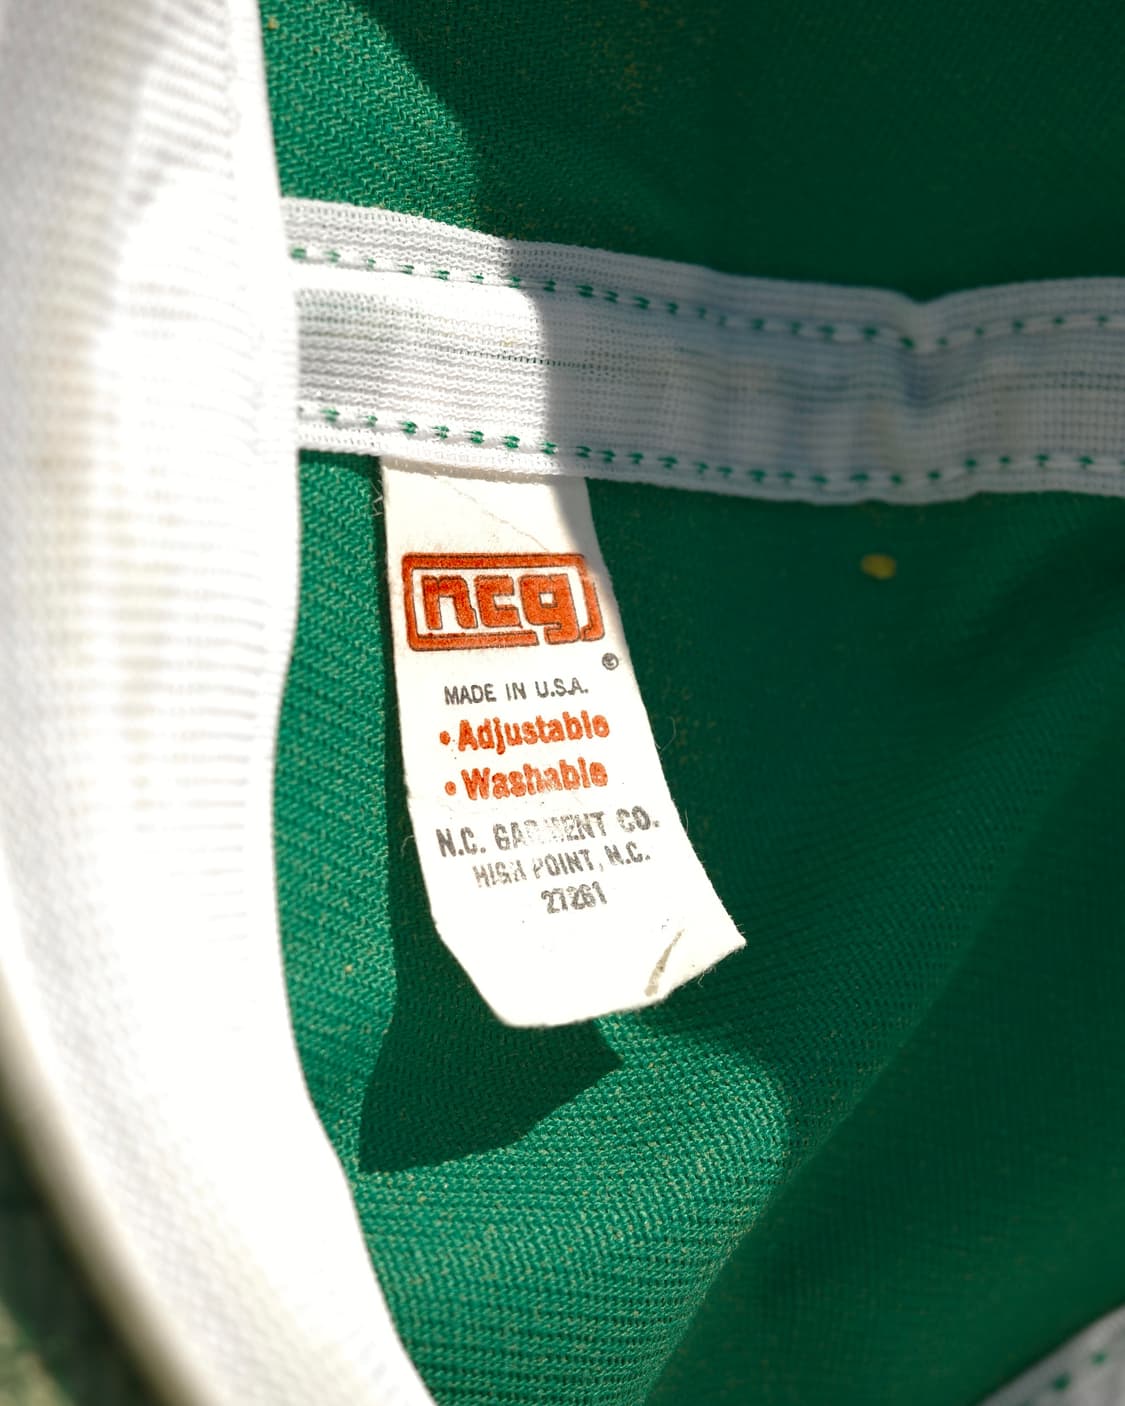 ncg
©
MADE IN U.S.A.
• Adjustable
• Washable
N.C. GARMENT CO.
HIGH POINT, N.C.
27261